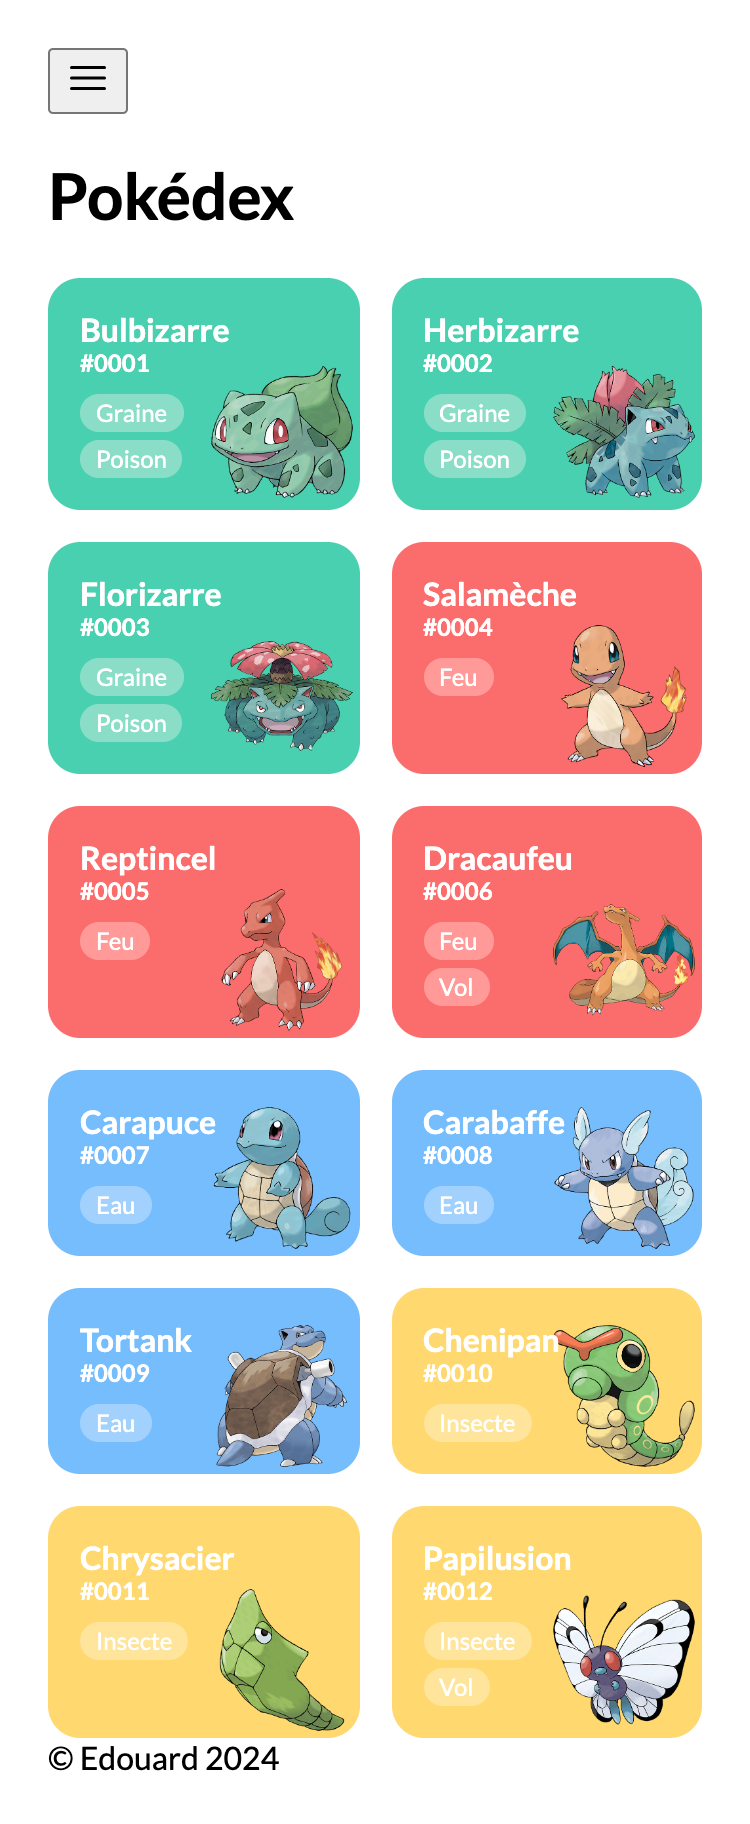 Pokédex
Bulbizarre
#0001
Graine
Poison
Herbizarre
#0002
Graine
Poison
Florizarre
#0003
Graine
Poison
Salamèche
#0004
Feu
Reptincel
#0005
Feu
Dracaufeu
#0006
Feu
Vol
Carapuce
#0007
Eau
Carabaffe
#0008
Eau
Tortank
#0009
Eau
Chenipan
#0010
Insecte
Chrysacier
#0011
Insecte
Papilusion
#0012
Insecte
Vol
© Edouard 2024